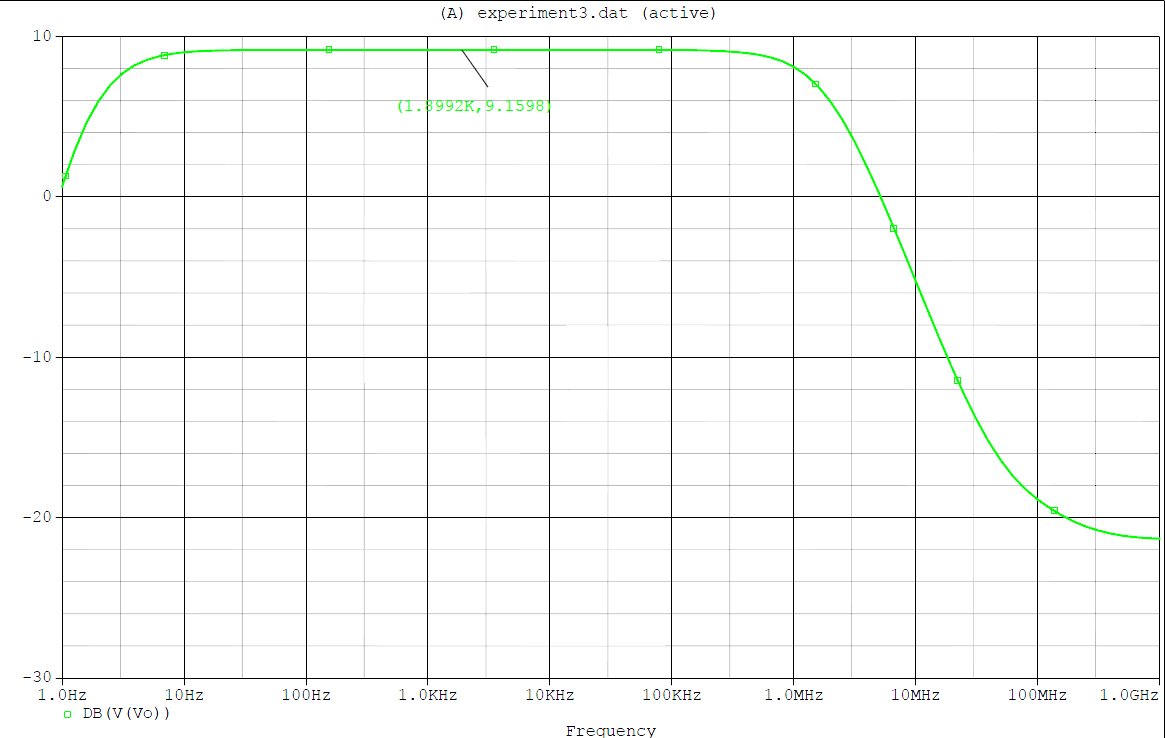 (A) experiment3.dat (active)
10
(1.8992K,9.1598)
0
-10
-20
-30
1.0Hz 10Hz 100Hz 1.0KHz 10KHz 100KHz 1.0MHz 10MHz 100MHz 1.0GHz
DB(V(Vo))
Frequency